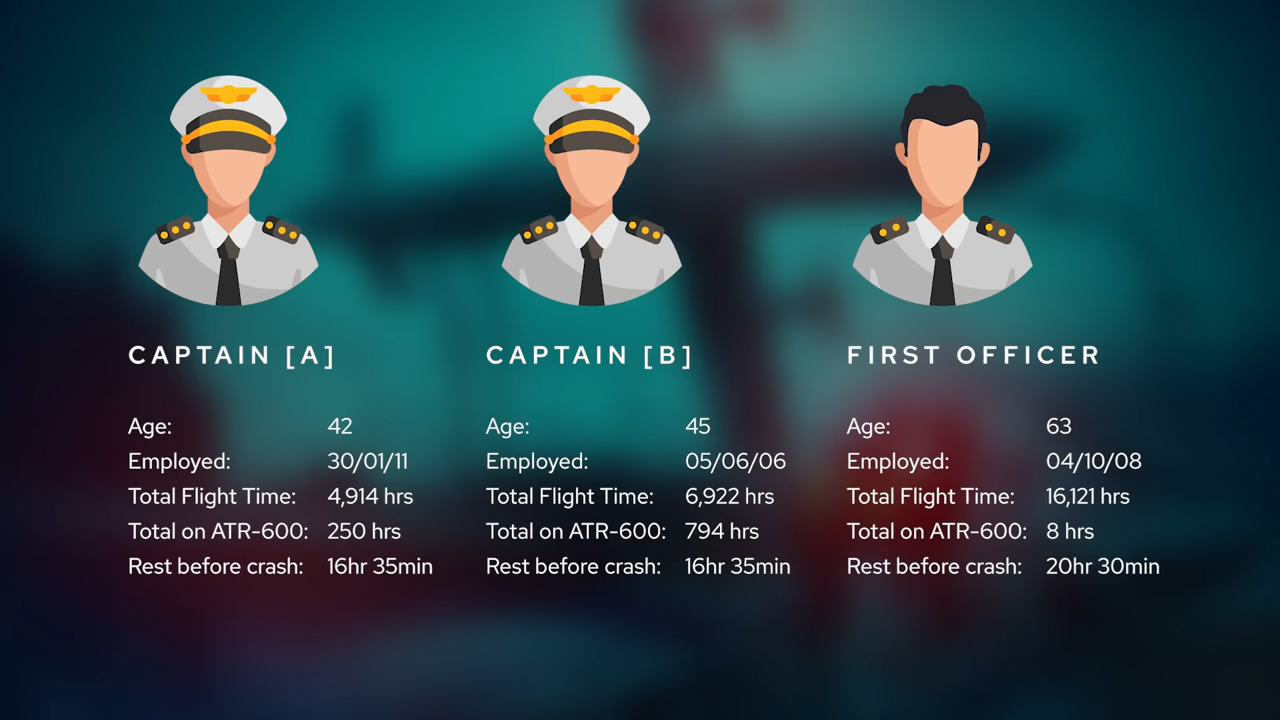 CAPTAIN [A]
Age: 42
Employed: 30/01/11
Total Flight Time: 4,914 hrs
Total on ATR-600: 250 hrs
Rest before crash: 16hr 35min
CAPTAIN [B]
Age: 45
Employed: 05/06/06
Total Flight Time: 6,922 hrs
Total on ATR-600: 794 hrs
Rest before crash: 16hr 35min
FIRST OFFICER
Age: 63
Employed: 04/10/08
Total Flight Time: 16,121 hrs
Total on ATR-600: 8 hrs
Rest before crash: 20hr 30min